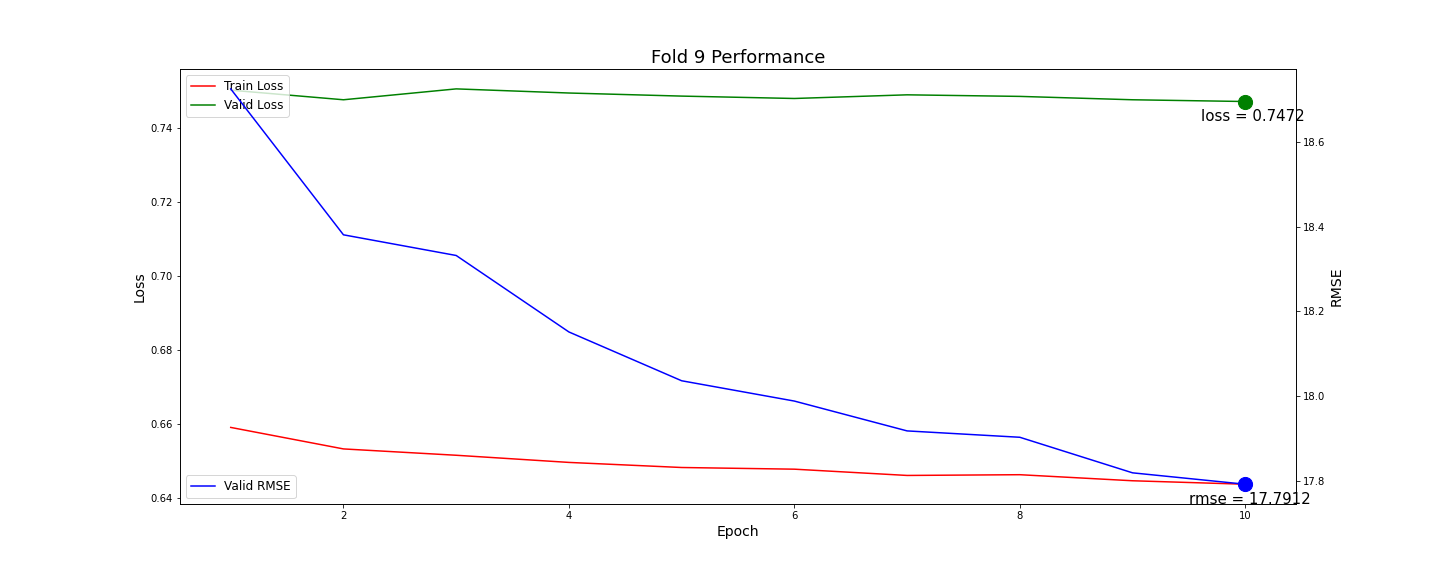 Fold 9 Performance
Train Loss
Valid Loss
loss = 0.7472
0.74
0.72
0.70
0.68
0.66
0.64
Loss
18.6
18.4
18.2
18.0
17.8
RMSE
Valid RMSE
rmse = 17.7912
2
4
6
8
10
Epoch